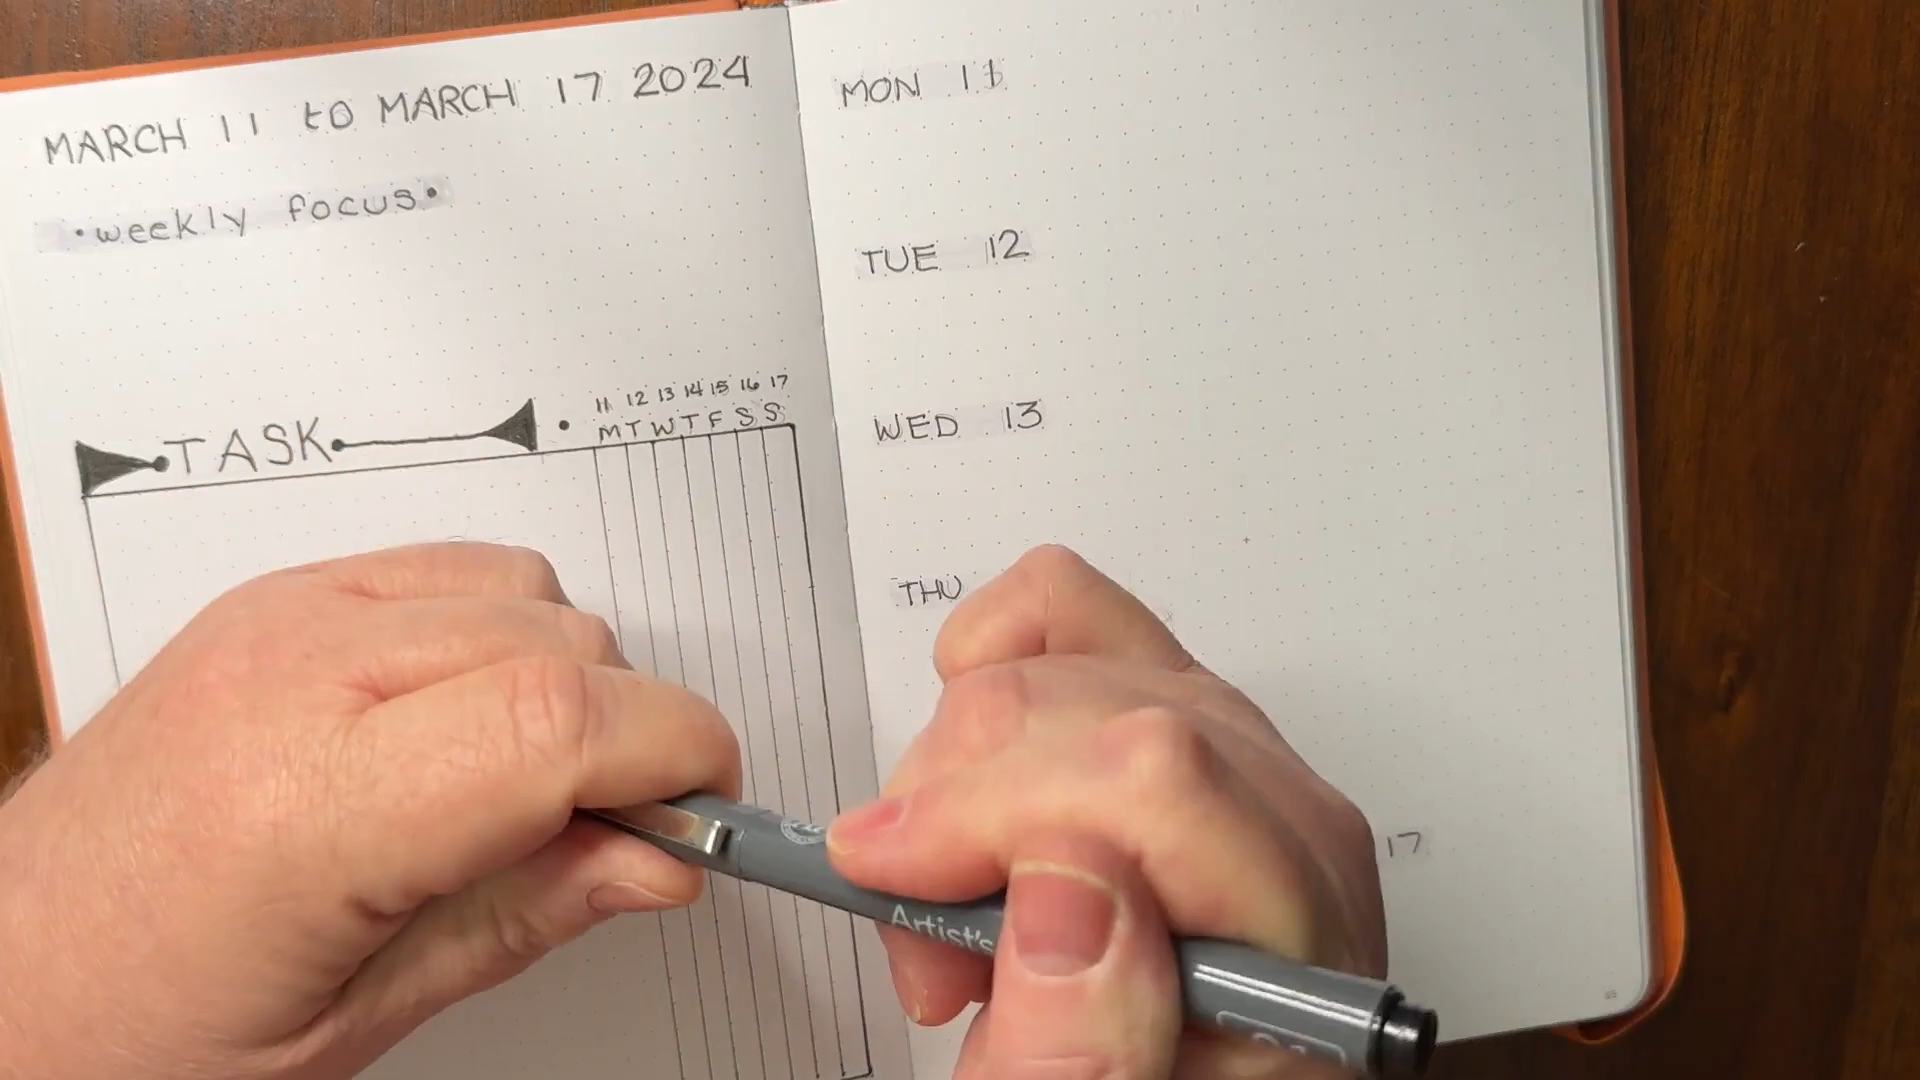 MARCH 11 to MARCH 17 2024
•weekly focus•
TASK
11 12 13 14 15 16 17
M T W T F S S
MON 11
TUE 12
WED 13
THU
17
Artist's